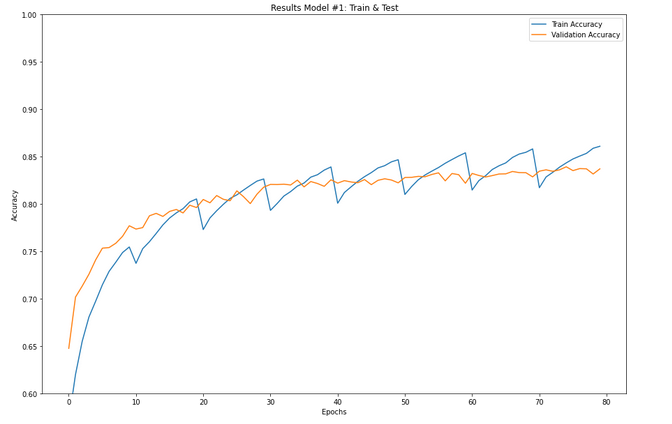 Results Model #1: Train & Test
1.00
0.95
0.90
0.85
0.80
0.75
0.70
0.65
0.60
Accuracy
Train Accuracy
Validation Accuracy
0 10 20 30 40 50 60 70 80
Epochs